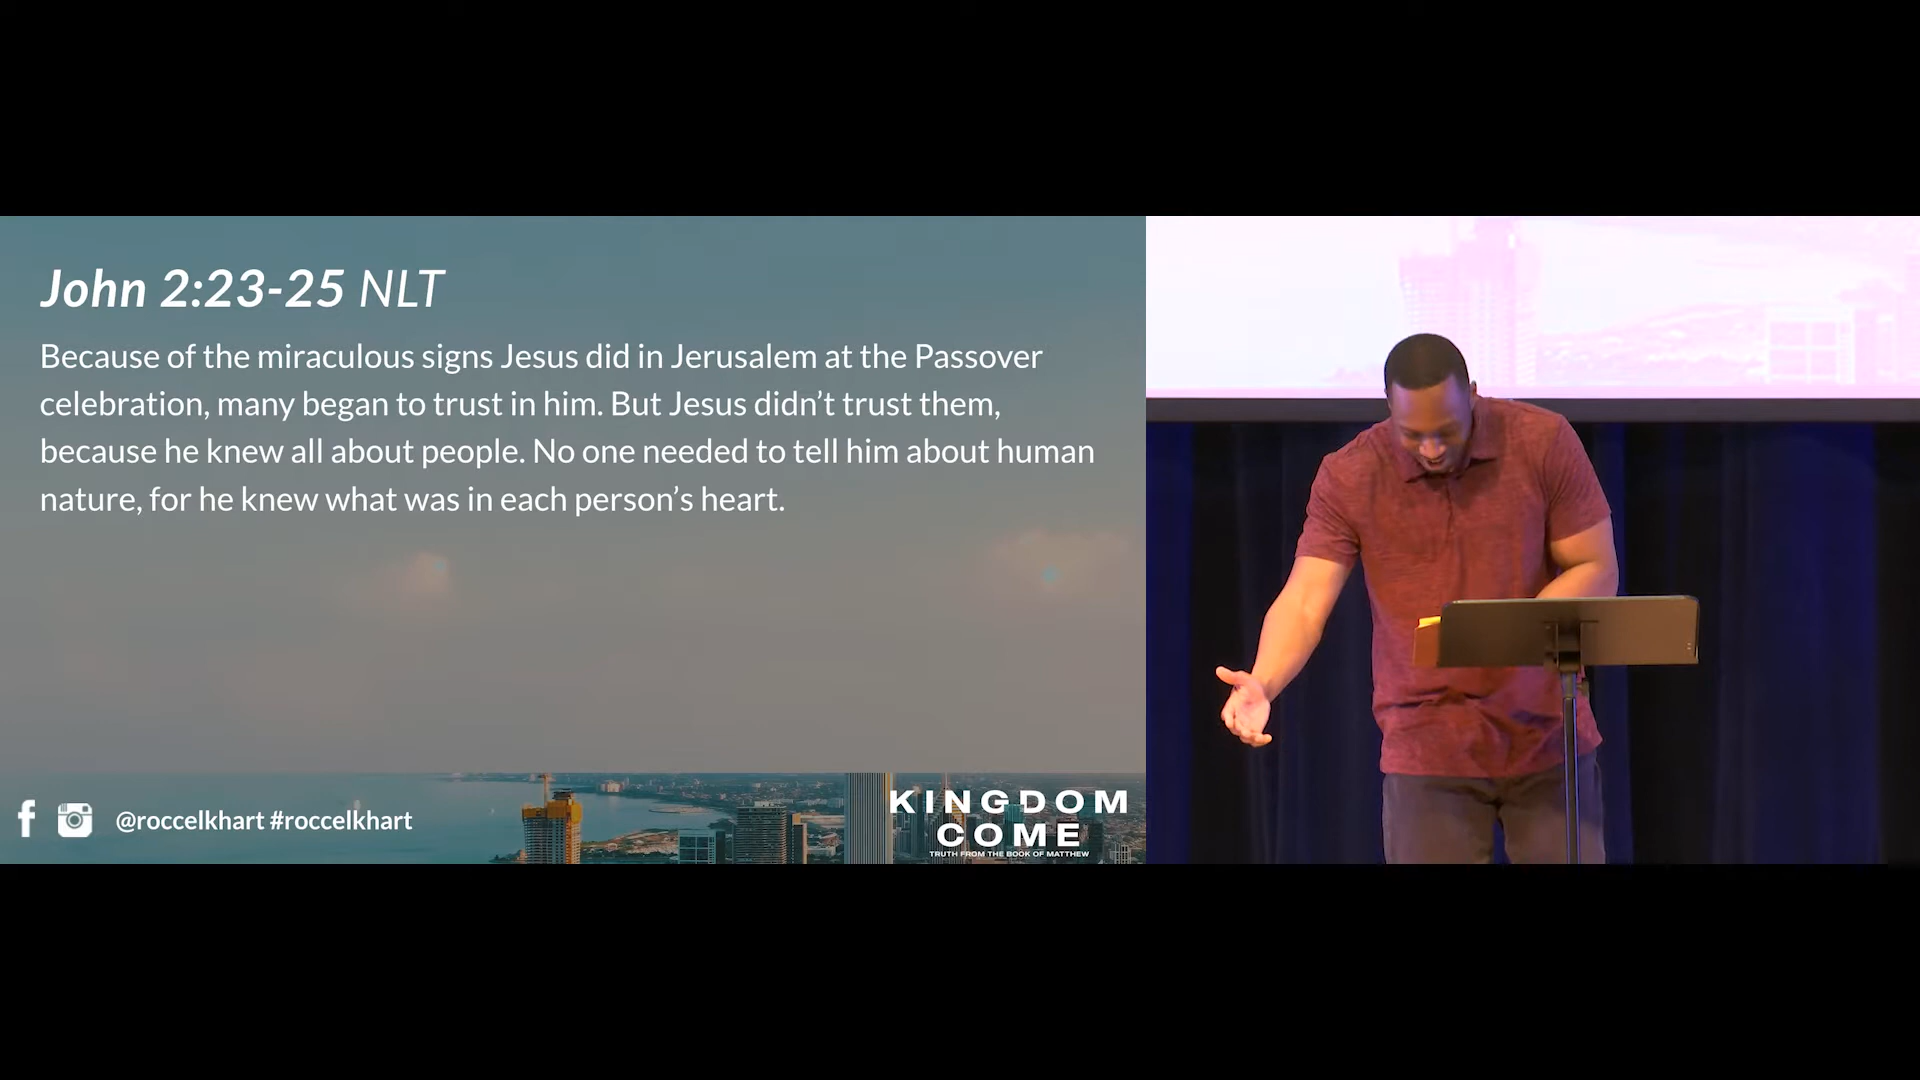 John 2:23-25 NLT
Because of the miraculous signs Jesus did in Jerusalem at the Passover
celebration, many began to trust in him. But Jesus didn’t trust them,
because he knew all about people. No one needed to tell him about human
nature, for he knew what was in each person’s heart.
@roccelkhart #roccelkhart
KINGDOM
COME
TRUTH FROM THE BOOK OF MATTHEW